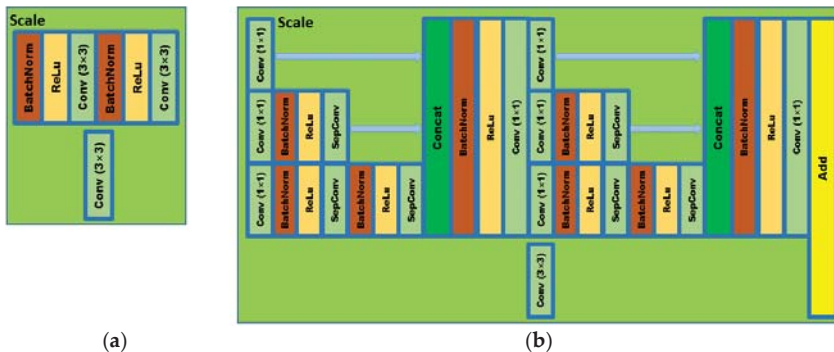 Scale
BatchNorm
ReLu
Conv (3×3)
BatchNorm
ReLu
Conv (3×3)
Conv (3×3)
(a)
Scale
Conv (1×1)
Conv (1×1)
BatchNorm
ReLu
SepConv
Conv (1×1)
BatchNorm
ReLu
SepConv
BatchNorm
ReLu
SepConv
Concat
BatchNorm
ReLu
Conv (1×1)
Conv (1×1)
Conv (1×1)
BatchNorm
ReLu
SepConv
Conv (1×1)
BatchNorm
ReLu
SepConv
BatchNorm
ReLu
SepConv
Conv (3×3)
Concat
BatchNorm
ReLu
Conv (1×1)
Add
(b)